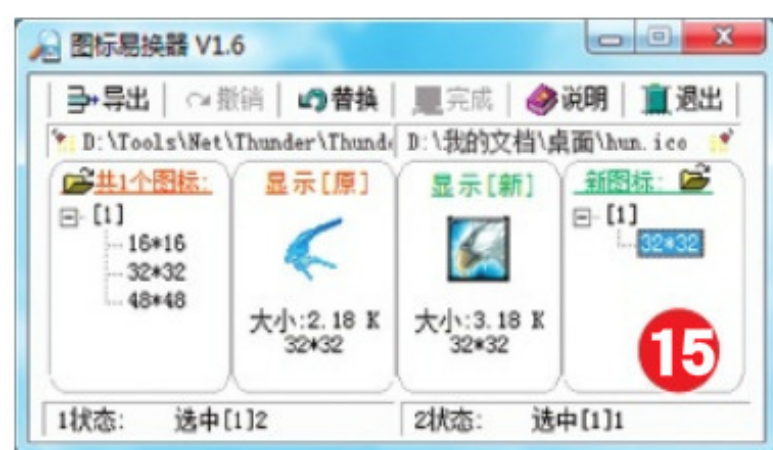 图标易换器 V1.6
导出 撤销 替换 完成 说明 退出
D:\Tools\Net\Thunder\Thund D:\我的文档\桌面\hun.ico
共1个图标: 显示[原] 显示[新] 新图标:
[1] [1]
16*16 32*32
32*32
48*48
大小:2.18 K 大小:3.18 K
32*32 32*32
15
1状态: 选中[1]2 2状态: 选中[1]1